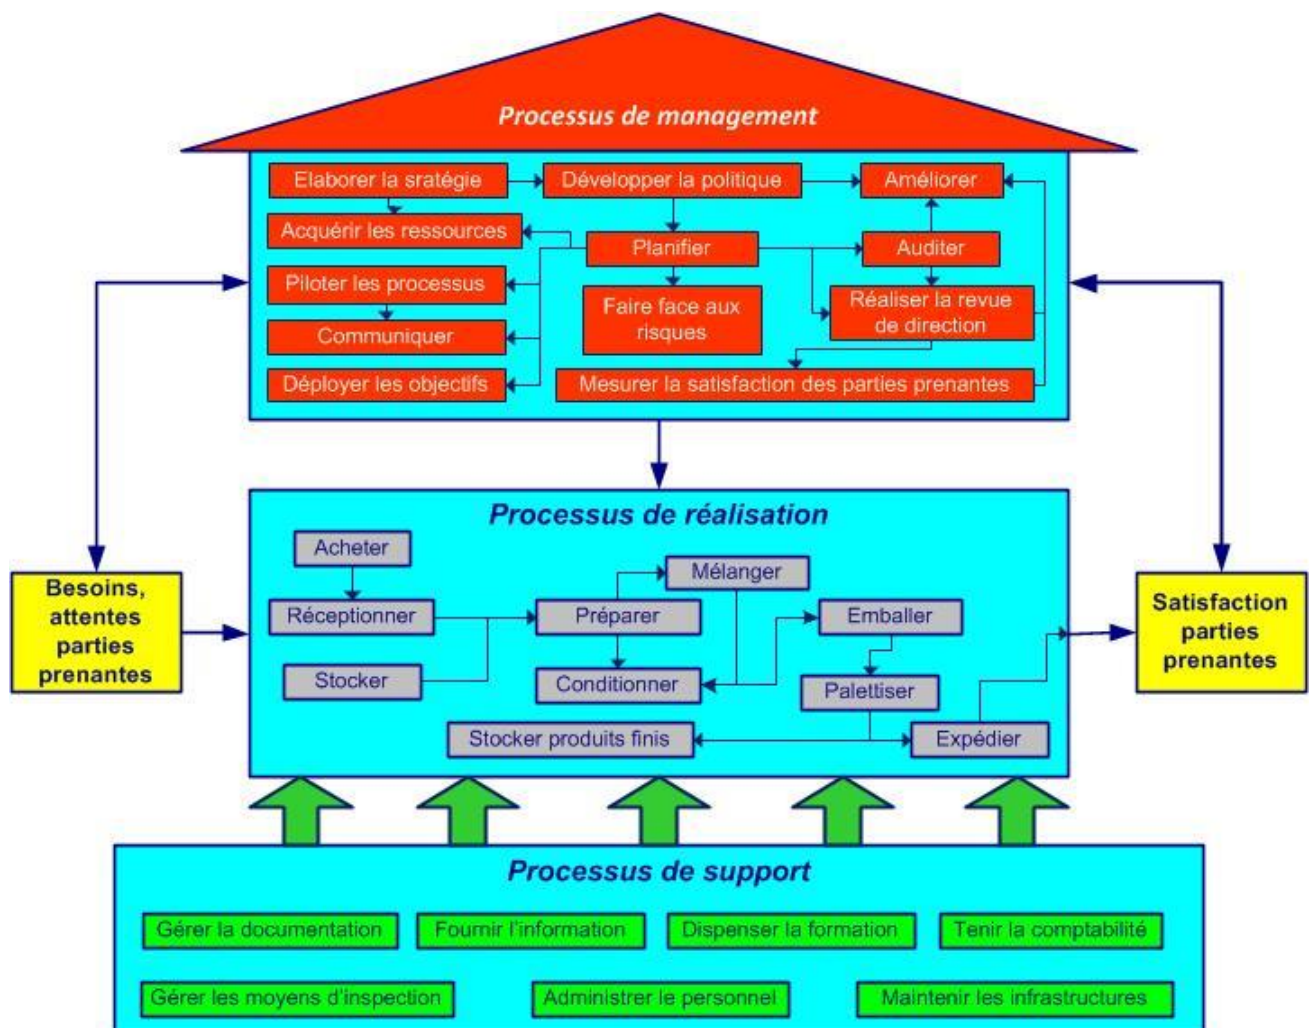 Processus de management
Elaborer la sratégie
Développer la politique
Améliorer
Acquérir les ressources
Planifier
Auditer
Piloter les processus
Faire face aux
risques
Réaliser la revue
de direction
Communiquer
Déployer les objectifs
Mesurer la satisfaction des parties prenantes
Processus de réalisation
Acheter
Mélanger
Besoins,
attentes
parties
prenantes
Réceptionner
Préparer
Emballer
Satisfaction
parties
prenantes
Stocker
Conditionner
Palettiser
Stocker produits finis
Expédier
Processus de support
Gérer la documentation
Fournir l'information
Dispenser la formation
Tenir la comptabilité
Gérer les moyens d'inspection
Administrer le personnel
Maintenir les infrastructures